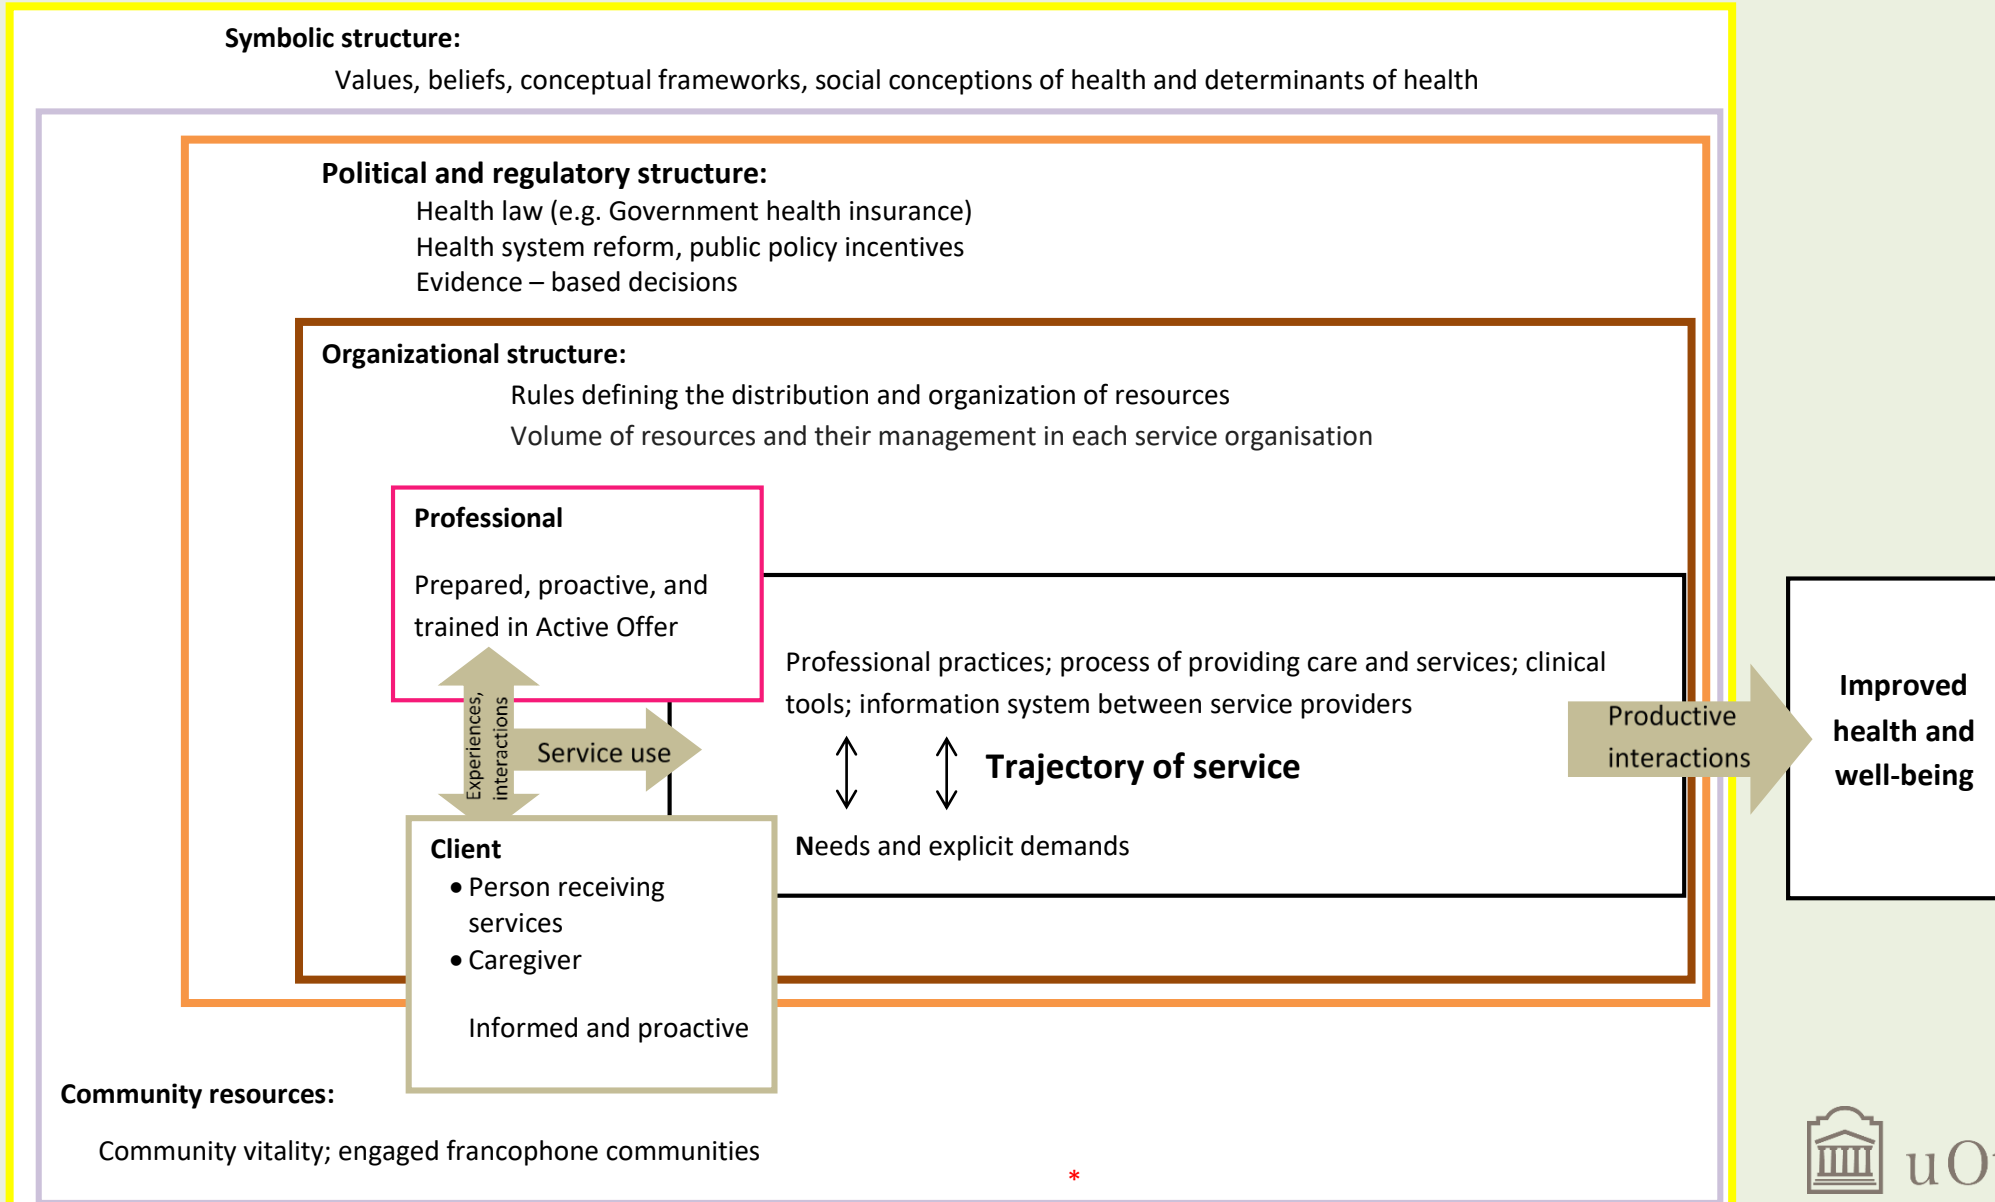 Symbolic structure:
Values, beliefs, conceptual frameworks, social conceptions of health and determinants of health
Political and regulatory structure:
Health law (e.g. Government health insurance)
Health system reform, public policy incentives
Evidence – based decisions
Organizational structure:
Rules defining the distribution and organization of resources
Volume of resources and their management in each service organisation
Professional
Prepared, proactive, and
trained in Active Offer
Experiences,
interactions
Service use
Professional practices; process of providing care and services; clinical
tools; information system between service providers
Trajectory of service
Needs and explicit demands
Productive
interactions
Improved
health and
well-being
Client
• Person receiving
services
• Caregiver
Informed and proactive
Community resources:
Community vitality; engaged francophone communities
*